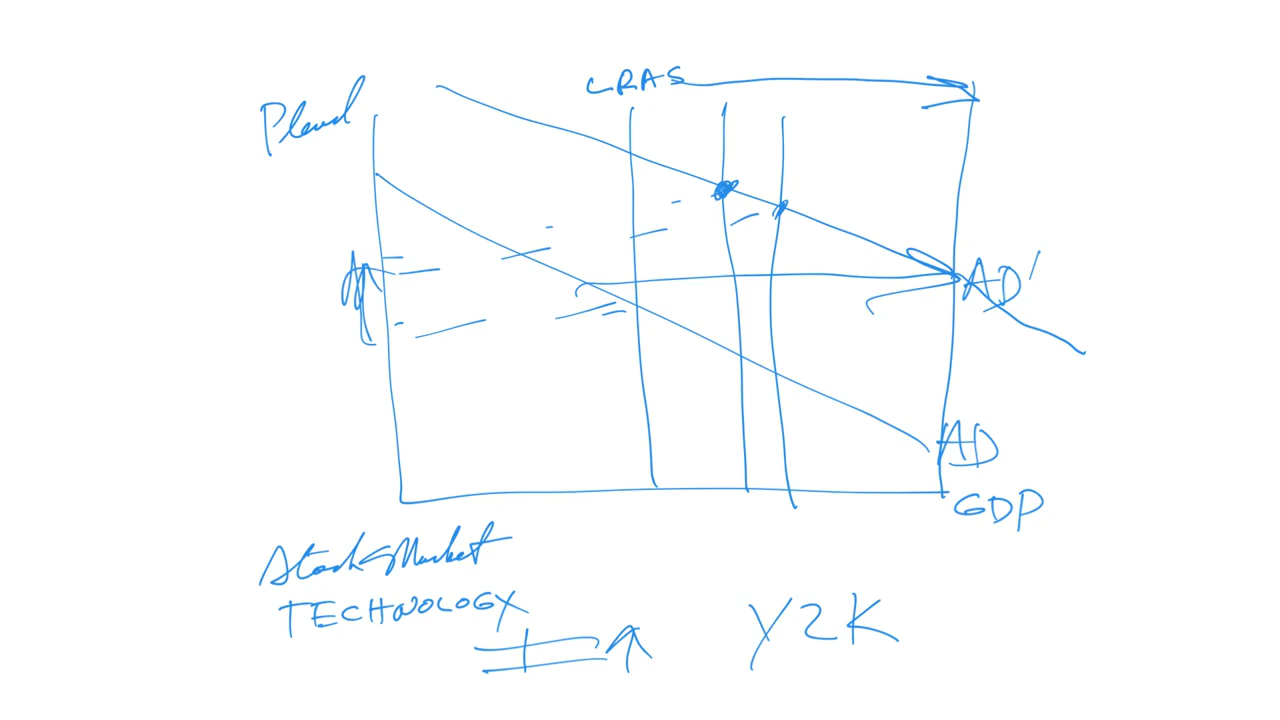 LRAS
Plevel
AD'
AD
GDP
Stock Market
TECHNOLOGY
Y2K